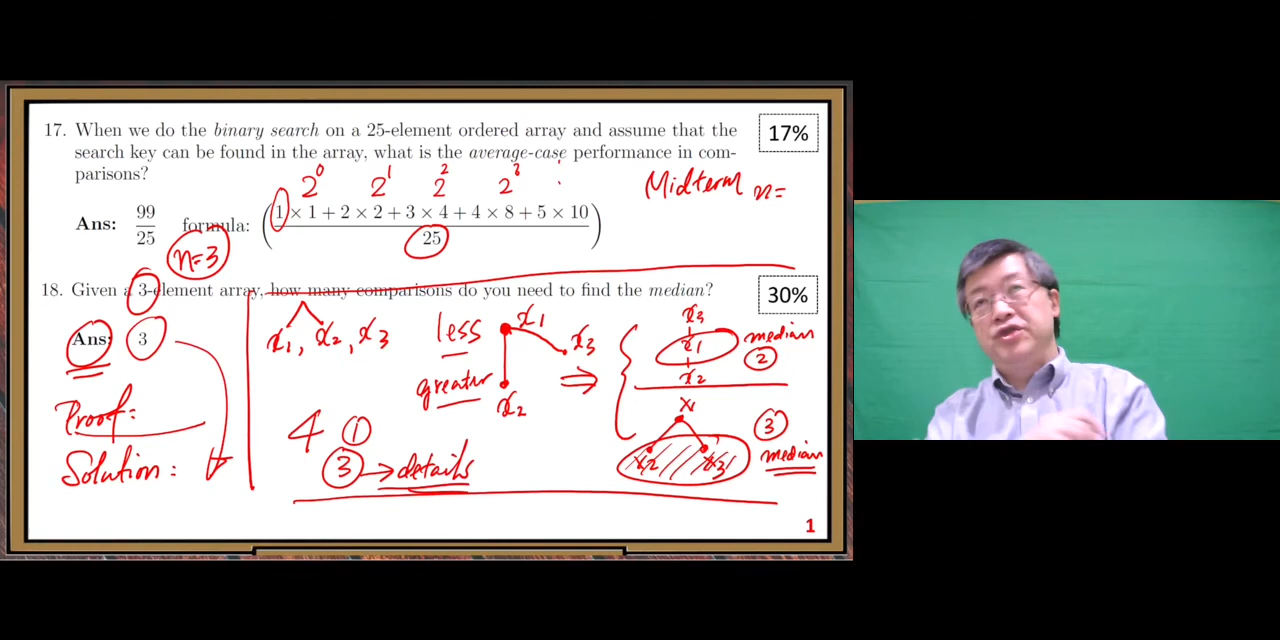 17. When we do the binary search on a 25-element ordered array and assume that the
search key can be found in the array, what is the average-case performance in com-
parisons?
17%
2^0 2^1 2^2 2^3 :
Midterm n=
Ans: 99/25 formula: ( (1 × 1 + 2 × 2 + 3 × 4 + 4 × 8 + 5 × 10) / 25 )
n=3
18. Given a 3-element array, how many comparisons do you need to find the median?
30%
Ans: 3
x1, x2, x3
less
greater
x1
x3
x2
⇒
x3
x1
x2
median
2
x1
x2 x3
3
median
Proof:
Solution:
4 1
3 → details
1